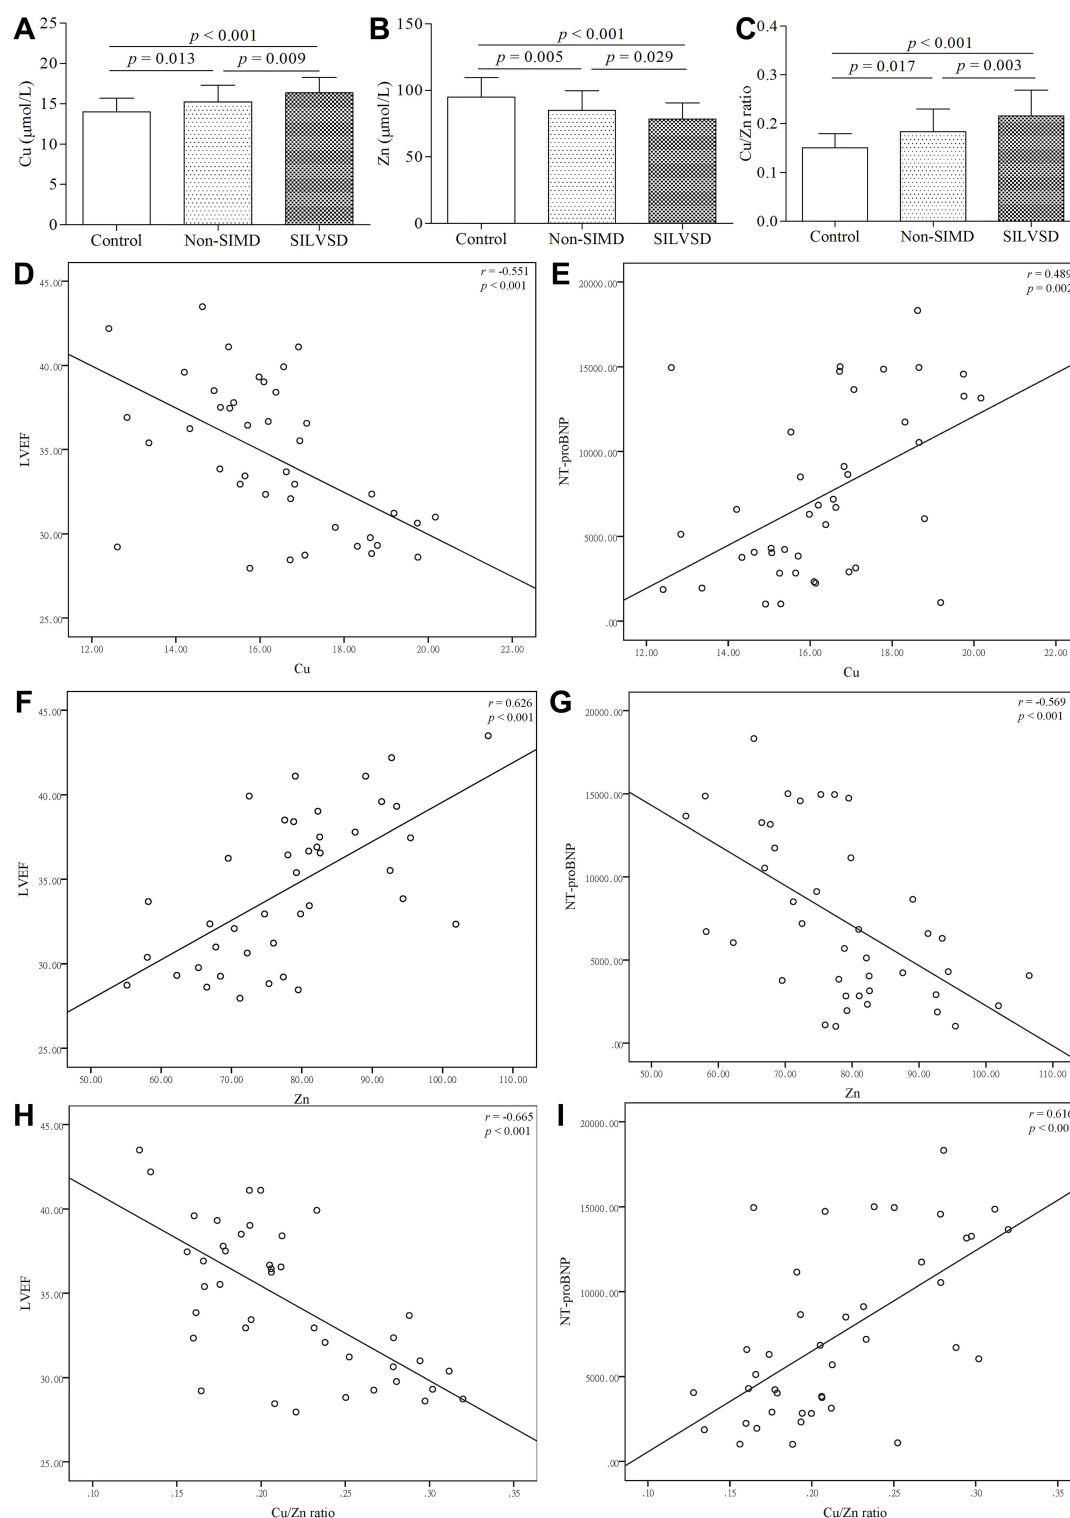 A
B
C
25
20
15
10
5
0
Cu (μmol/L)
p < 0.001
p = 0.013
p = 0.009
Control
Non-SIMD
SILVSD
150
100
50
0
Zn (μmol/L)
p < 0.001
p = 0.005
p = 0.029
Control
Non-SIMD
SILVSD
0.4
0.3
0.2
0.1
0.0
Cu/Zn ratio
p <0.001
p = 0.017
p = 0.003
Control
Non-SIMD
SILVSD
D
r = -0.551
p < 0.001
45.00
40.00
35.00
30.00
25.00
LVEF
12.00 14.00 16.00 18.00 20.00 22.00
Cu
E
r = 0.489
p = 0.002
20000.00
15000.00
10000.00
5000.00
.00
NT-proBNP
12.00 14.00 16.00 18.00 20.00 22.00
Cu
F
r = 0.626
p < 0.001
45.00
40.00
35.00
30.00
25.00
LVEF
50.00 60.00 70.00 80.00 90.00 100.00 110.00
Zn
G
r = -0.569
p < 0.001
20000.00
15000.00
10000.00
5000.00
.00
NT-proBNP
50.00 60.00 70.00 80.00 90.00 100.00 110.00
Zn
H
r = -0.665
p < 0.001
45.00
40.00
35.00
30.00
25.00
LVEF
.10 .15 .20 .25 .30 .35
Cu/Zn ratio
I
r = 0.616
p < 0.00
20000.00
15000.00
10000.00
5000.00
.00
NT-proBNP
.10 .15 .20 .25 .30 .35
Cu/Zn ratio